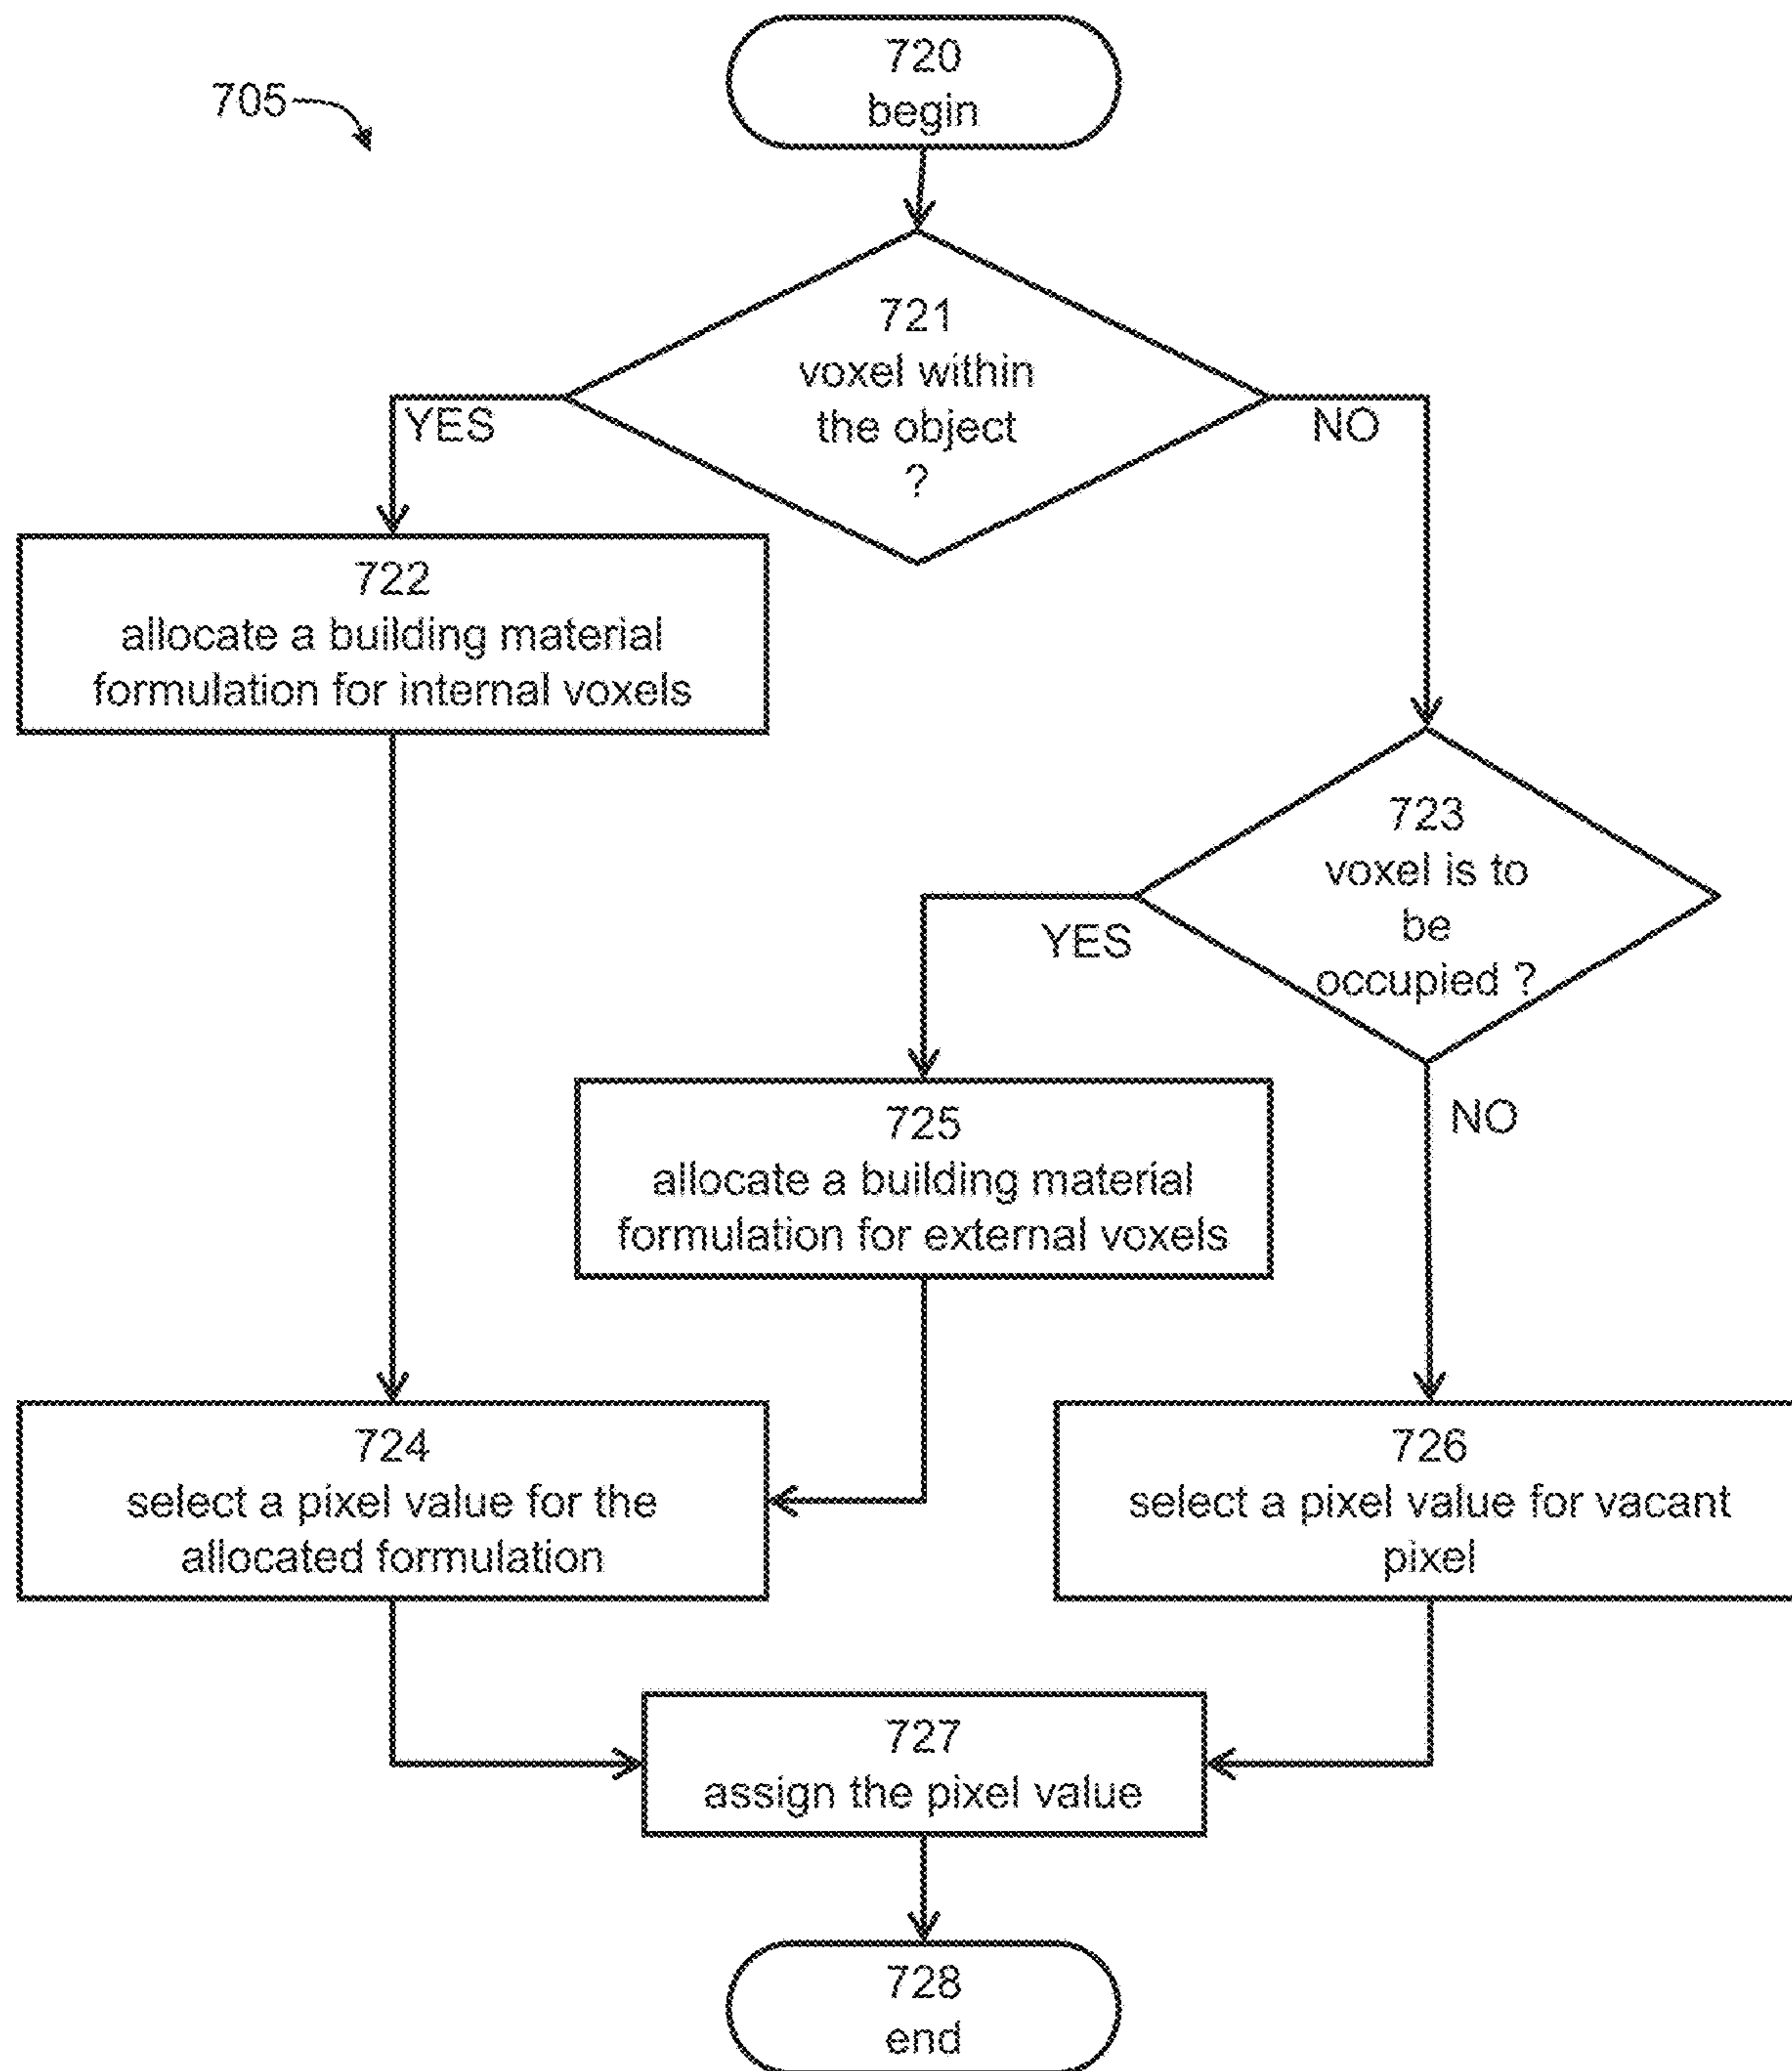 720
begin
705
721
voxel within
the object
?
YES
NO
722
allocate a building material
formulation for internal voxels
723
voxel is to
be
occupied ?
YES
NO
725
allocate a building material
formulation for external voxels
724
select a pixel value for the
allocated formulation
726
select a pixel value for vacant
pixel
727
assign the pixel value
728
end